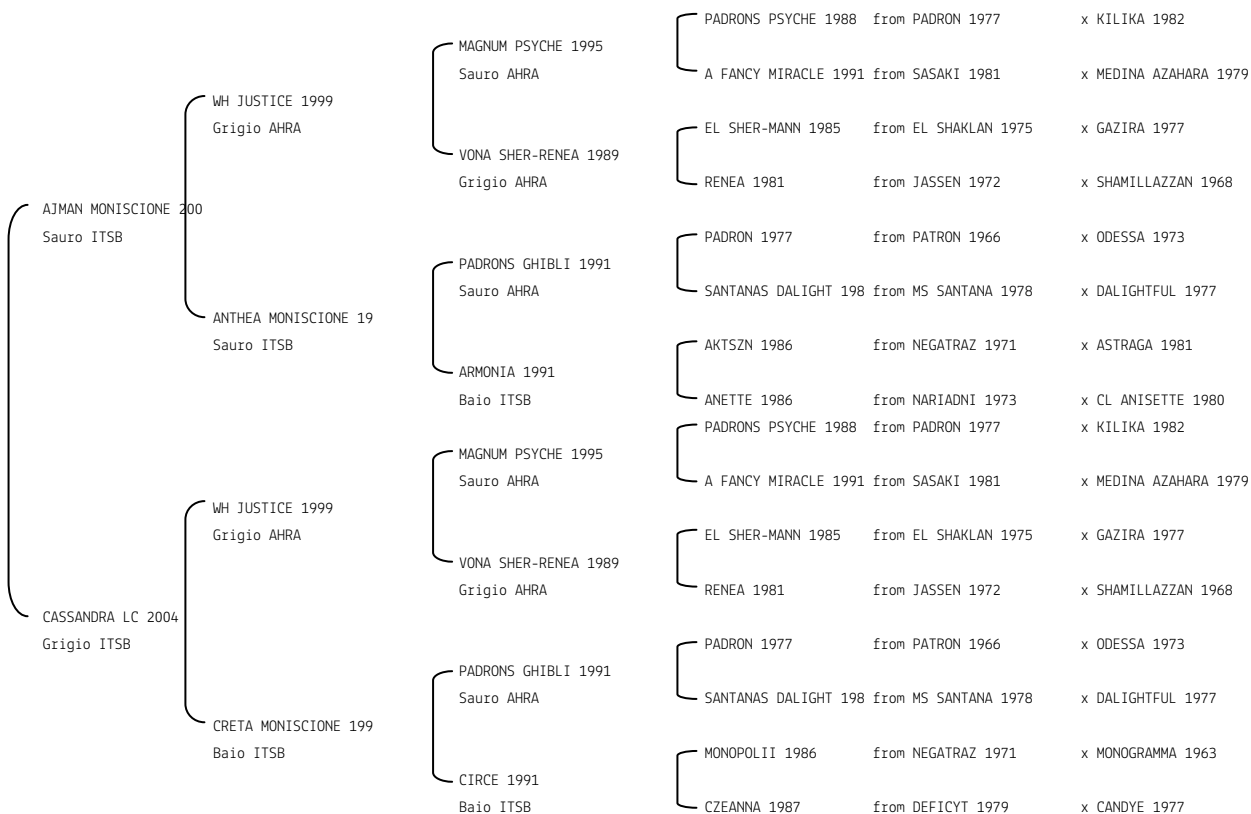 PADRONS PSYCHE 1988 from PADRON 1977 x KILIKA 1982
MAGNUM PSYCHE 1995
Sauro AHRA A FANCY MIRACLE 1991 from SASAKI 1981 x MEDINA AZAHARA 1979
WH JUSTICE 1999
Grigio AHRA EL SHER-MANN 1985 from EL SHAKLAN 1975 x GAZIRA 1977
VONA SHER-RENEA 1989
Grigio AHRA RENEA 1981 from JASSEN 1972 x SHAMILLAZZAN 1968
AJMAN MONISCIONE 200
Sauro ITSB PADRON 1977 from PATRON 1966 x ODESSA 1973
PADRONS GHIBLI 1991
Sauro AHRA SANTANAS DALIGHT 198 from MS SANTANA 1978 x DALIGHTFUL 1977
ANTHEA MONISCIONE 19
Sauro ITSB AKTSZN 1986 from NEGATRAZ 1971 x ASTRAGA 1981
ARMONIA 1991
Baio ITSB ANETTE 1986 from NARIADNI 1973 x CL ANISETTE 1980
PADRONS PSYCHE 1988 from PADRON 1977 x KILIKA 1982
MAGNUM PSYCHE 1995
Sauro AHRA A FANCY MIRACLE 1991 from SASAKI 1981 x MEDINA AZAHARA 1979
WH JUSTICE 1999
Grigio AHRA EL SHER-MANN 1985 from EL SHAKLAN 1975 x GAZIRA 1977
VONA SHER-RENEA 1989
Grigio AHRA RENEA 1981 from JASSEN 1972 x SHAMILLAZZAN 1968
CASSANDRA LC 2004
Grigio ITSB PADRON 1977 from PATRON 1966 x ODESSA 1973
PADRONS GHIBLI 1991
Sauro AHRA SANTANAS DALIGHT 198 from MS SANTANA 1978 x DALIGHTFUL 1977
CRETA MONISCIONE 199
Baio ITSB MONOPOLII 1986 from NEGATRAZ 1971 x MONOGRAMMA 1963
CIRCE 1991
Baio ITSB CZEANNA 1987 from DEFICYT 1979 x CANDYE 1977